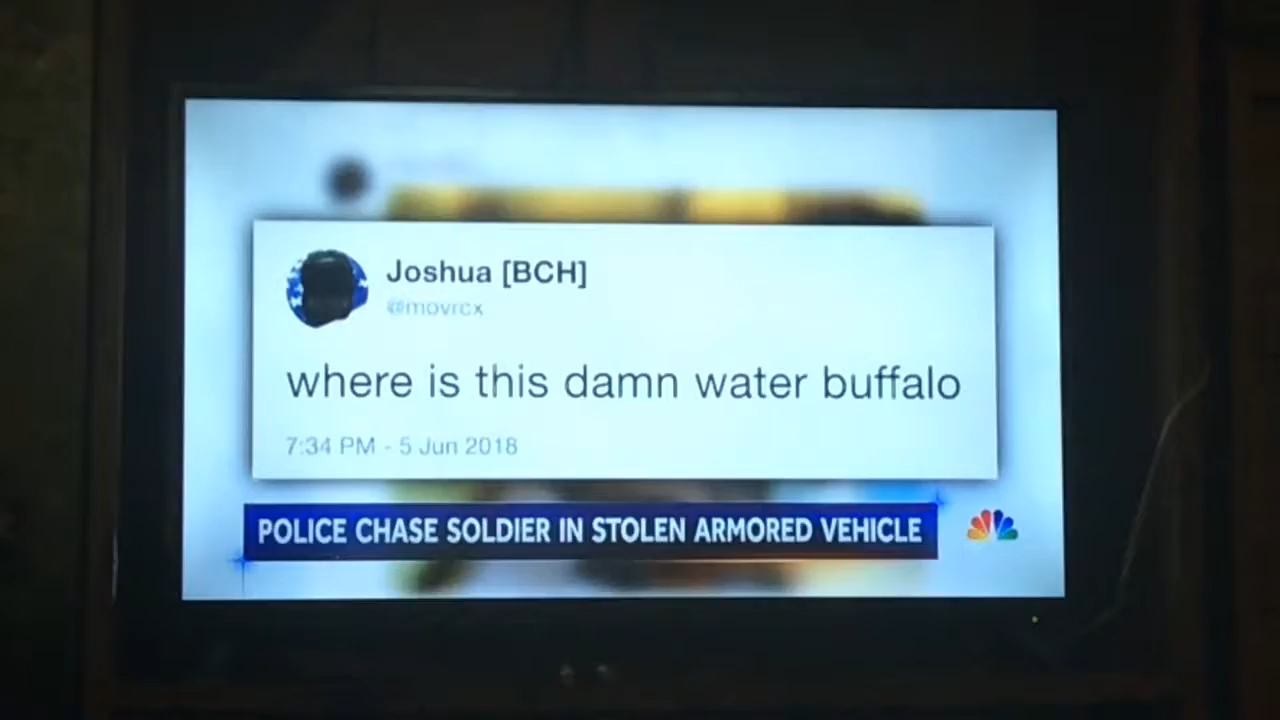 Joshua [BCH]
@movrcx
where is this damn water buffalo
7:34 PM - 5 Jun 2018
POLICE CHASE SOLDIER IN STOLEN ARMORED VEHICLE